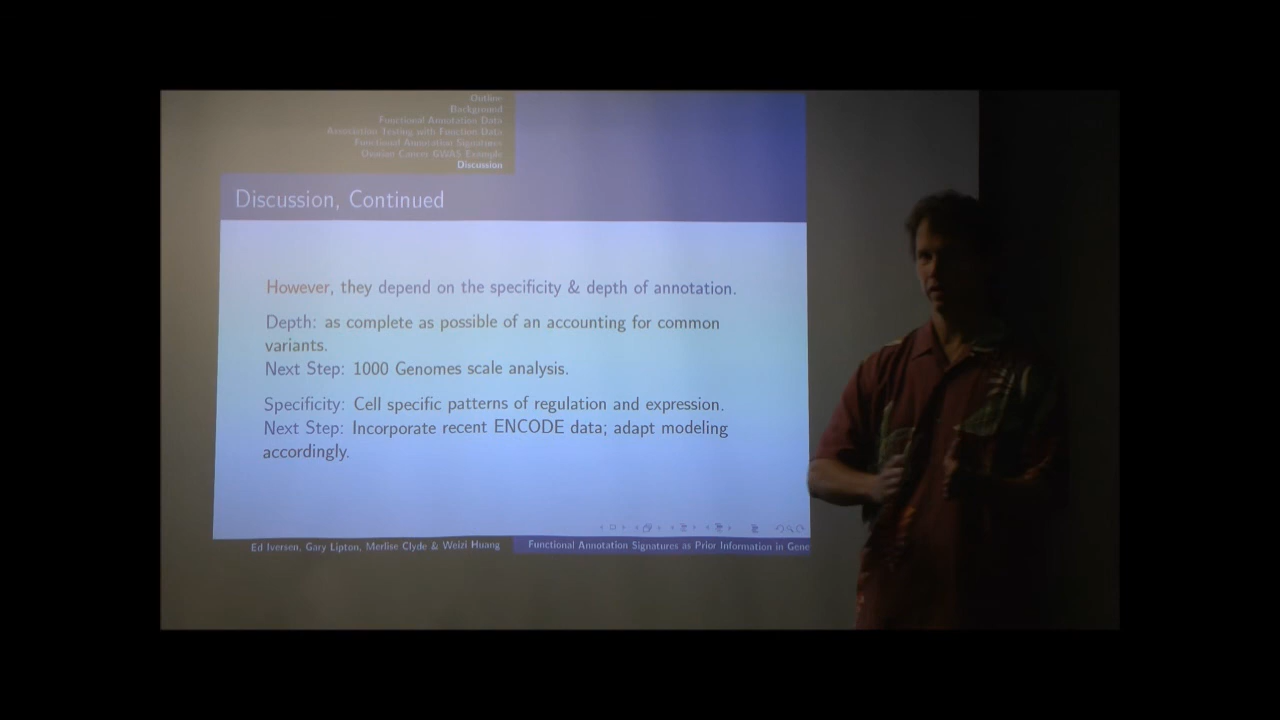 Outline
Background
Functional Annotation Data
Association Testing with Function Data
Functional Annotation Signatures
Ovarian Cancer GWAS Example
Discussion
Discussion, Continued
However, they depend on the specificity & depth of annotation.
Depth: as complete as possible of an accounting for common
variants.
Next Step: 1000 Genomes scale analysis.
Specificity: Cell specific patterns of regulation and expression.
Next Step: Incorporate recent ENCODE data; adapt modeling
accordingly.
Ed Iversen, Gary Lipton, Merlise Clyde & Weizi Huang
Functional Annotation Signatures as Prior Information in Gene